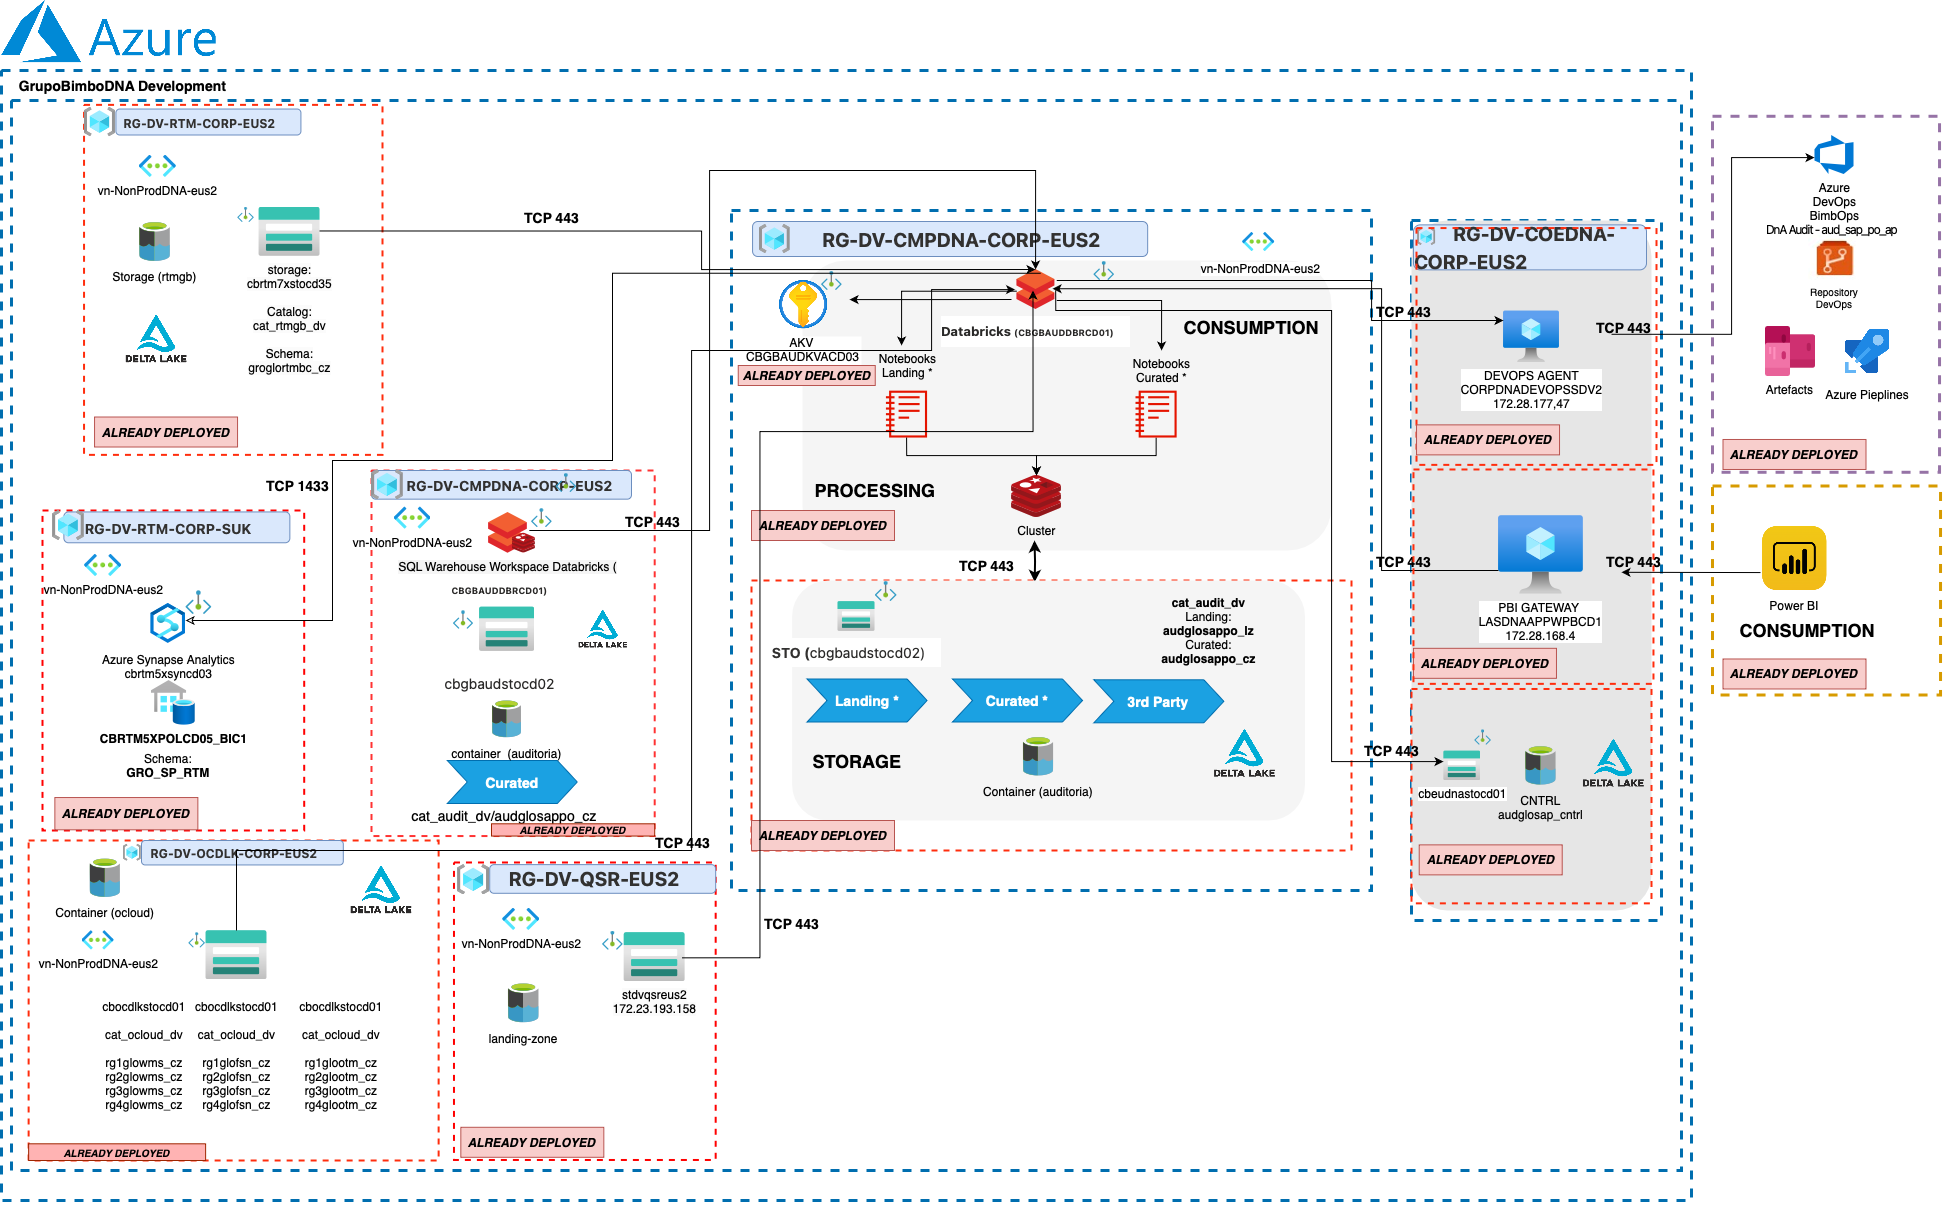 Azure
GrupoBimboDNA Development
RG-DV-RTM-CORP-EUS2
vn-NonProdDNA-eus2
Storage (rtmgb)
storage:
cbrtm7xstocd35
Catalog:
cat_rtmgb_dv
Schema:
groglortmbc_cz
DELTA LAKE
ALREADY DEPLOYED
TCP 443
TCP 1433
RG-DV-RTM-CORP-SUK
vn-NonProdDNA-eus2
Azure Synapse Analytics
cbrtm5xsyncd03
CBRTM5XPOLCD05_BIC1
Schema:
GRO_SP_RTM
ALREADY DEPLOYED
RG-DV-CMPDNA-CORP-EUS2
vn-NonProdDNA-eus2
TCP 443
SQL Warehouse Workspace Databricks (
CBGBAUDDBRCD01)
DELTA LAKE
cbgbaudstocd02
container (auditoria)
Curated
cat_audit_dv/audglosappo_cz
ALREADY DEPLOYED
TCP 443
RG-DV-OCDLK-CORP-EUS2
Container (ocloud)
DELTA LAKE
vn-NonProdDNA-eus2
cbocdlkstocd01
cat_ocloud_dv
rg1glowms_cz
rg2glowms_cz
rg3glowms_cz
rg4glowms_cz
cbocdlkstocd01
cat_ocloud_dv
rg1glofsn_cz
rg2glofsn_cz
rg3glofsn_cz
rg4glofsn_cz
cbocdlkstocd01
cat_ocloud_dv
rg1glootm_cz
rg2glootm_cz
rg3glootm_cz
rg4glootm_cz
ALREADY DEPLOYED
RG-DV-QSR-EUS2
vn-NonProdDNA-eus2
stdvqsreus2
172.23.193.158
landing-zone
ALREADY DEPLOYED
TCP 443
RG-DV-CMPDNA-CORP-EUS2
vn-NonProdDNA-eus2
AKV
CBGBAUDKVACD03
ALREADY DEPLOYED
Databricks (CBGBAUDDBRCD01)
CONSUMPTION
Notebooks
Landing *
Notebooks
Curated *
PROCESSING
ALREADY DEPLOYED
Cluster
TCP 443
STO (cbgbaudstocd02)
cat_audit_dv
Landing:
audglosappo_lz
Curated:
audglosappo_cz
Landing *
Curated *
3rd Party
STORAGE
Container (auditoria)
DELTA LAKE
ALREADY DEPLOYED
RG-DV-COEDNA-
CORP-EUS2
TCP 443
DEVOPS AGENT
CORPDNADEVOPSSDV2
172.28.177,47
ALREADY DEPLOYED
TCP 443
TCP 443
PBI GATEWAY
LASDNAAPPWPBCD1
172.28.168.4
ALREADY DEPLOYED
TCP 443
TCP 443
cbeudnastocd01
CNTRL
audglosap_cntrl
DELTA LAKE
ALREADY DEPLOYED
Azure
DevOps
BimbOps
DnA Audit - aud_sap_po_ap
Repository
DevOps
Artefacts
Azure Pieplines
ALREADY DEPLOYED
Power BI
CONSUMPTION
ALREADY DEPLOYED